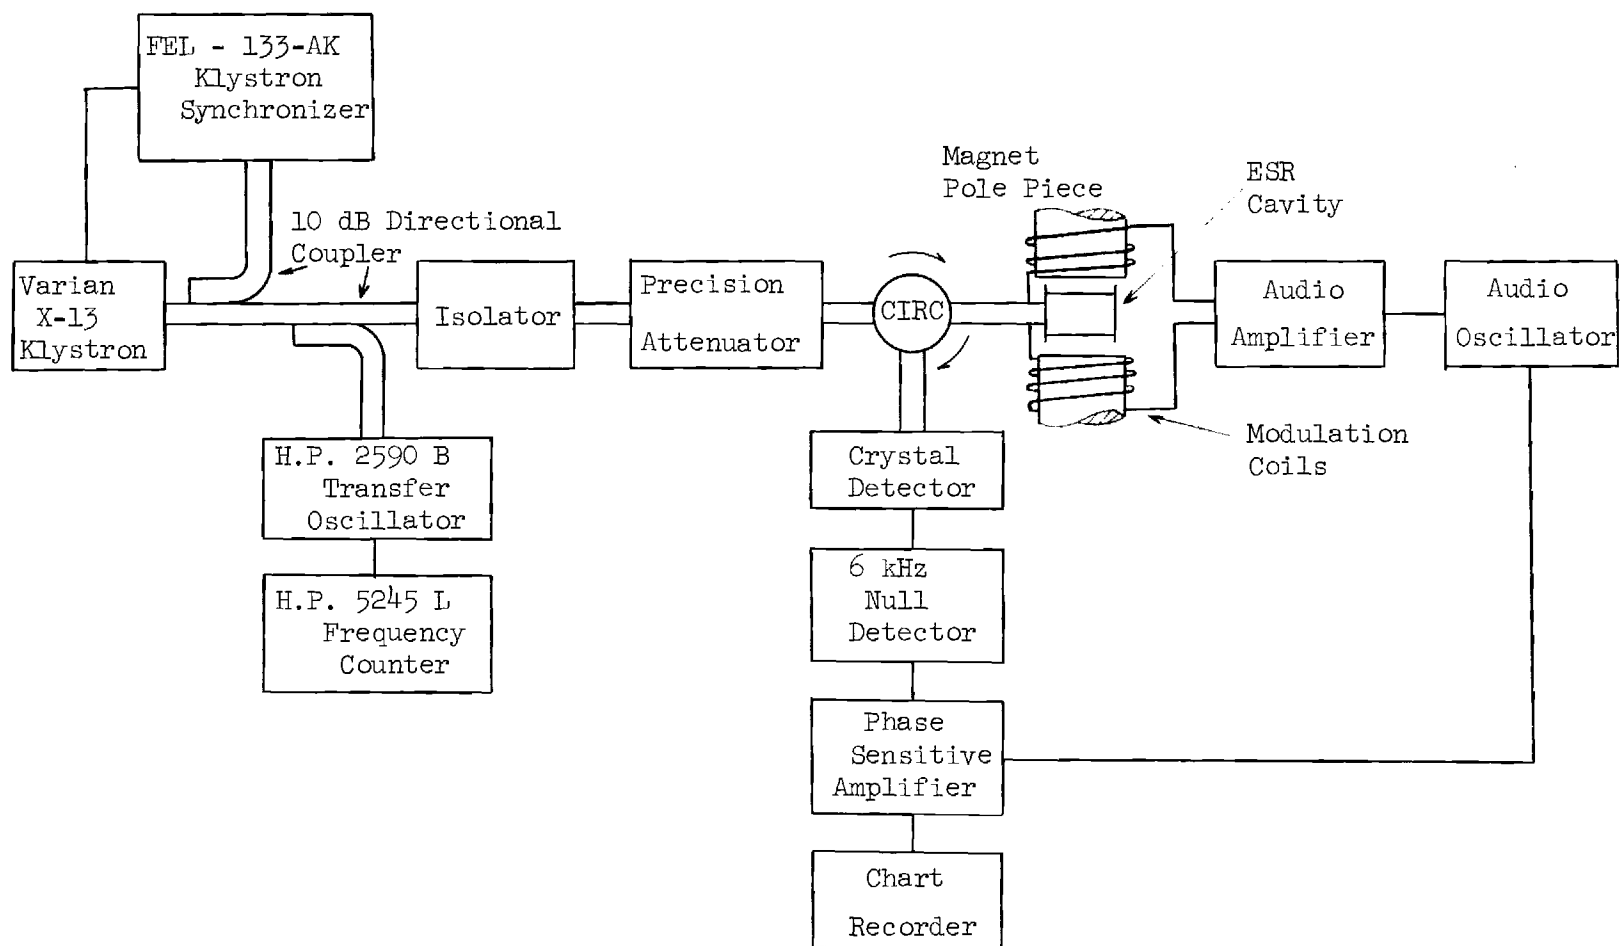 FEL - 133-AK
Klystron
Synchronizer
10 dB Directional
Coupler
Varian
X-13
Klystron
Isolator
Precision
Attenuator
CIRC
Magnet
Pole Piece
ESR
Cavity
Audio
Amplifier
Audio
Oscillator
Modulation
Coils
H.P. 2590 B
Transfer
Oscillator
H.P. 5245 L
Frequency
Counter
Crystal
Detector
6 kHz
Null
Detector
Phase
Sensitive
Amplifier
Chart
Recorder